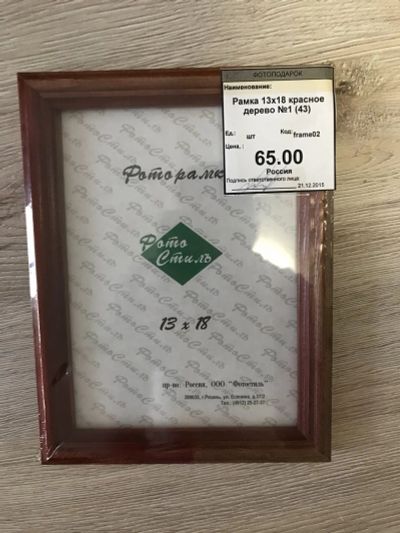 ФОТОПОДАРОК
Наименование:
Рамка 13х18 красное
дерево №1 (43)
Ед.: шт Код: frame02
Цена, :
65.00
Россия
Подпись ответственного лица:
21.12.2015
Фоторамк
Фото
Стиль
13 х 18
пр-во: Россия, ООО "Фотостиль"